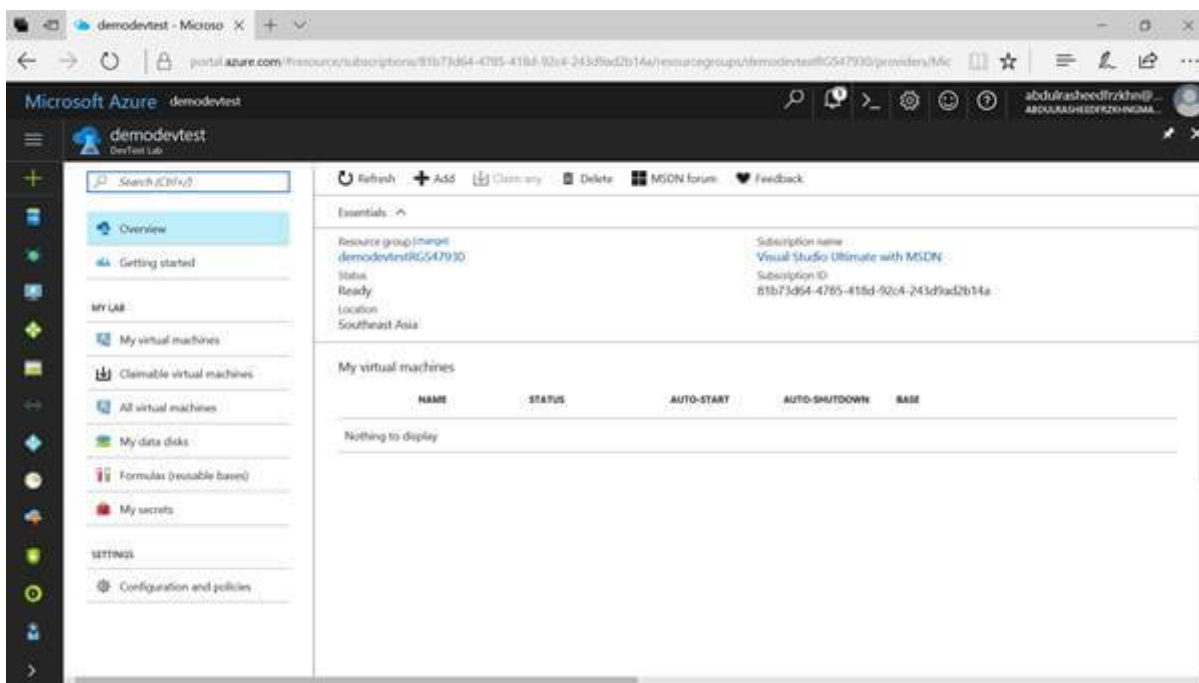 demodevtest - Microso
portal.azure.com
Microsoft Azure demodevtest
abdulrasheedfrzkhn@...
demodevtest
DevTest Lab
Search (Ctrl+/)
Refresh Add Claim any Delete MSDN forum Feedback
Overview
Getting started
MY LAB
My virtual machines
Claimable virtual machines
All virtual machines
My data disks
Formulas (reusable bases)
My secrets
SETTINGS
Configuration and policies
Essentials
Resource group (change)
demodevtestRG547930
Status
Ready
Location
Southeast Asia
Subscription name
Visual Studio Ultimate with MSDN
Subscription ID
81b73d64-4785-418d-92c4-243d9ad2b14a
My virtual machines
NAME STATUS AUTO-START AUTO-SHUTDOWN BASE
Nothing to display